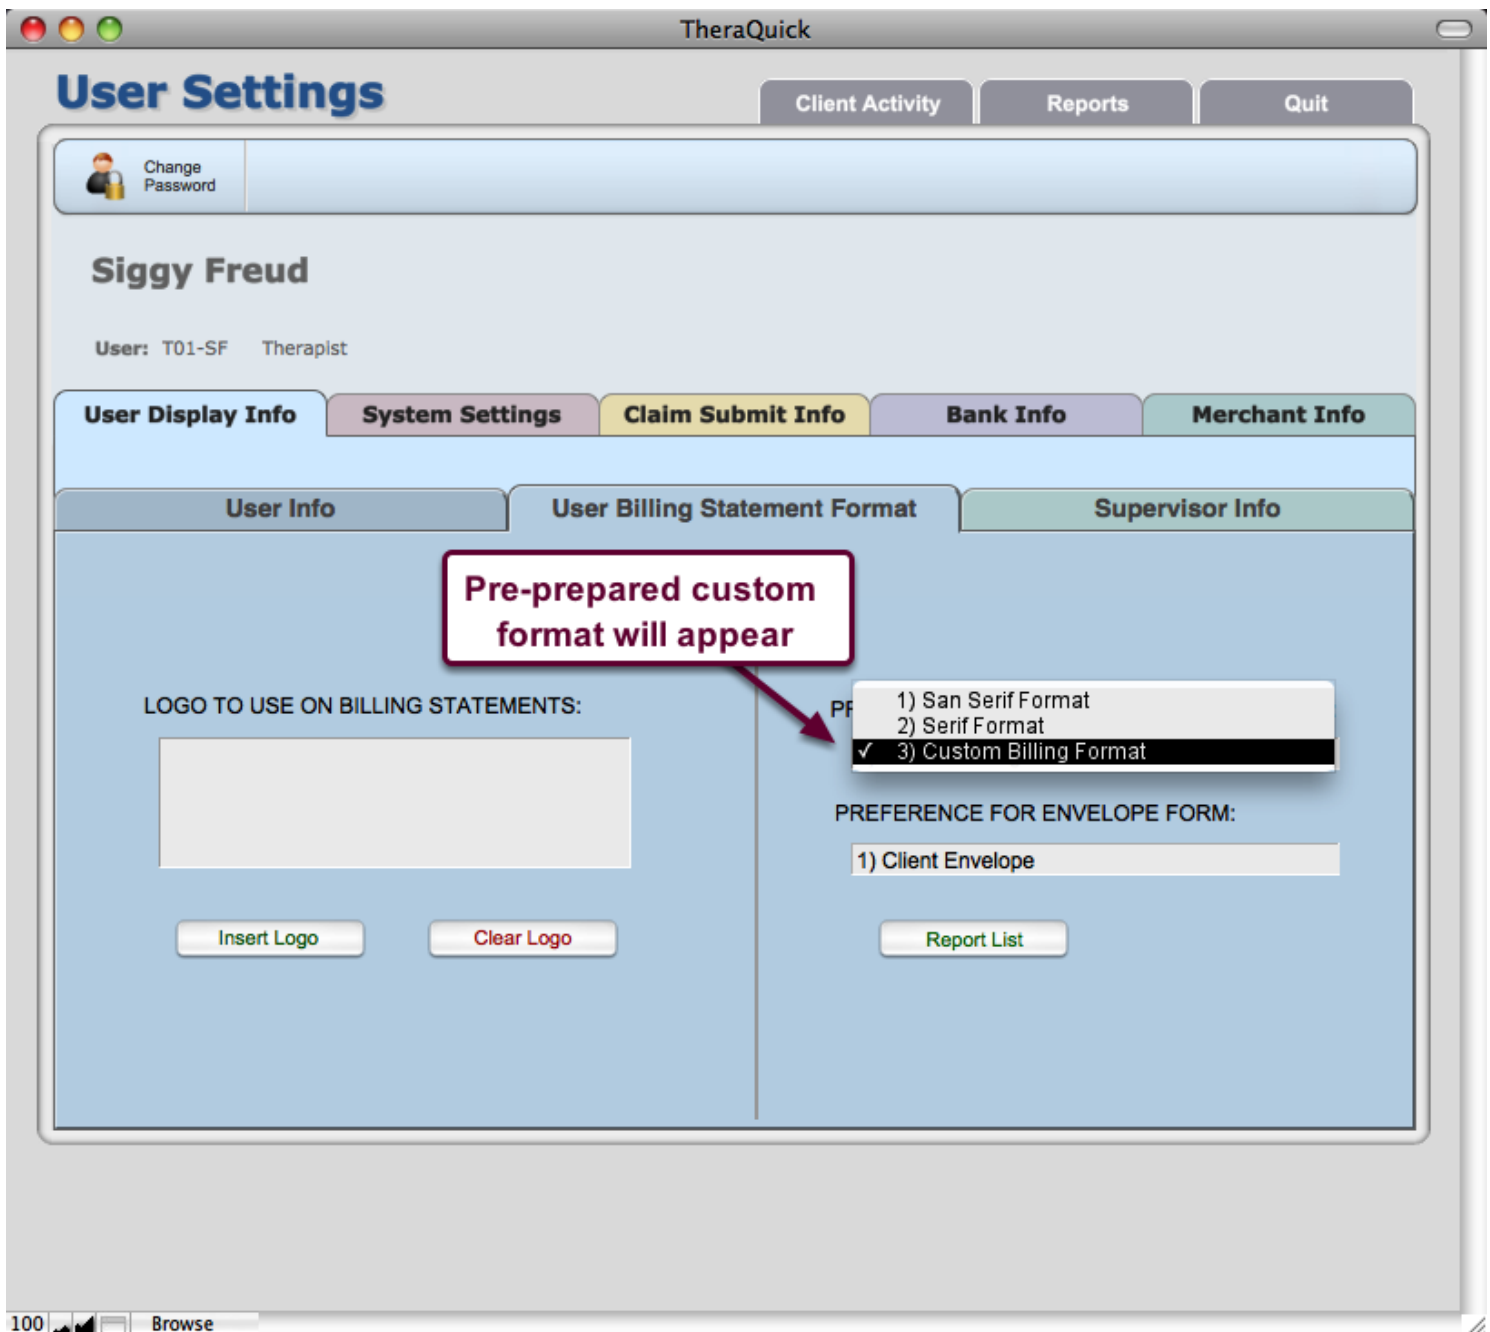 TheraQuick
User Settings
Client Activity
Reports
Quit
Change
Password
Siggy Freud
User: T01-SF Therapist
User Display Info
System Settings
Claim Submit Info
Bank Info
Merchant Info
User Info
User Billing Statement Format
Supervisor Info
Pre-prepared custom
format will appear
LOGO TO USE ON BILLING STATEMENTS:
1) San Serif Format
2) Serif Format
✓ 3) Custom Billing Format
PREFERENCE FOR ENVELOPE FORM:
1) Client Envelope
Insert Logo
Clear Logo
Report List
100
Browse